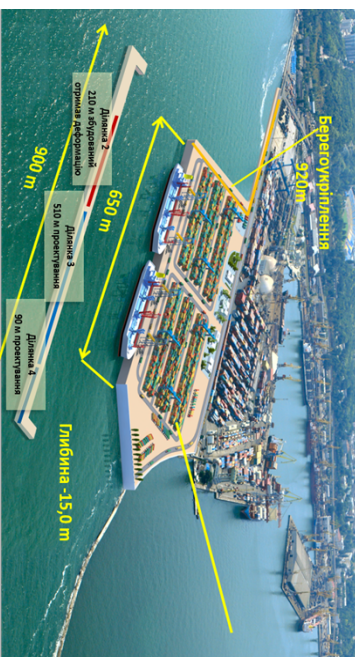 Берегоукріплення
920m
650 m
900 m
Ділянка 2
210 м збудований
отримав деформацію
Ділянка 3
510 м проектування
Ділянка 4
90 м проектування
Глибина -15,0 m